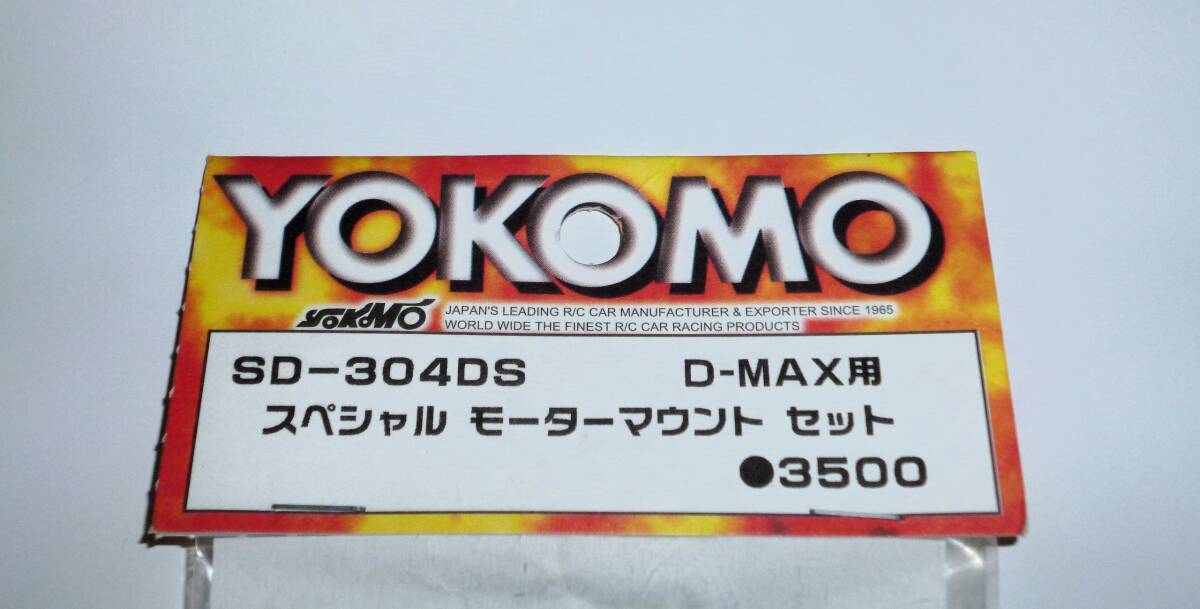 YOKOMO
YOKOMO JAPAN'S LEADING R/C CAR MANUFACTURER & EXPORTER SINCE 1965
WORLD WIDE THE FINEST R/C CAR RACING PRODUCTS
SD-304DS D-MAX用
スペシャル モーターマウント セット
●3500